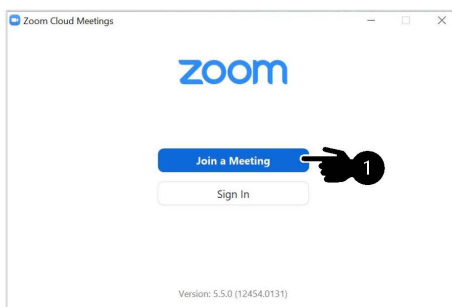 Zoom Cloud Meetings
zoom
Join a Meeting
1
Sign In
Version: 5.5.0 (12454.0131)